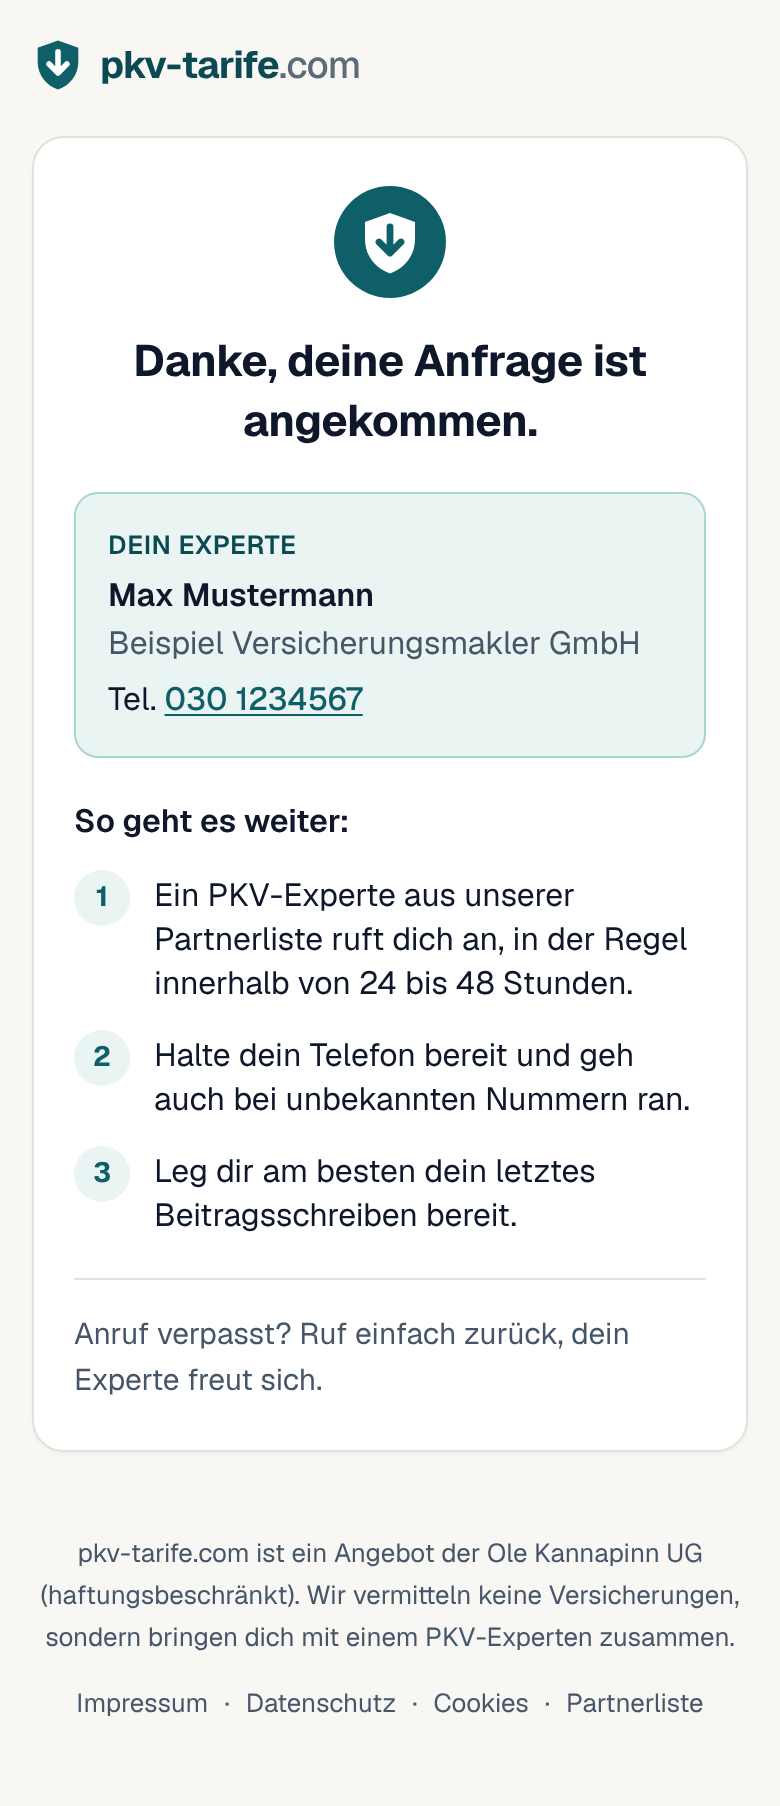 pkv-tarife.com
Danke, deine Anfrage ist
angekommen.
DEIN EXPERTE
Max Mustermann
Beispiel Versicherungsmakler GmbH
Tel. 030 1234567
So geht es weiter:
1 Ein PKV-Experte aus unserer
Partnerliste ruft dich an, in der Regel
innerhalb von 24 bis 48 Stunden.
2 Halte dein Telefon bereit und geh
auch bei unbekannten Nummern ran.
3 Leg dir am besten dein letztes
Beitragsschreiben bereit.
Anruf verpasst? Ruf einfach zurück, dein
Experte freut sich.
pkv-tarife.com ist ein Angebot der Ole Kannapinn UG
(haftungsbeschränkt). Wir vermitteln keine Versicherungen,
sondern bringen dich mit einem PKV-Experten zusammen.
Impressum · Datenschutz · Cookies · Partnerliste